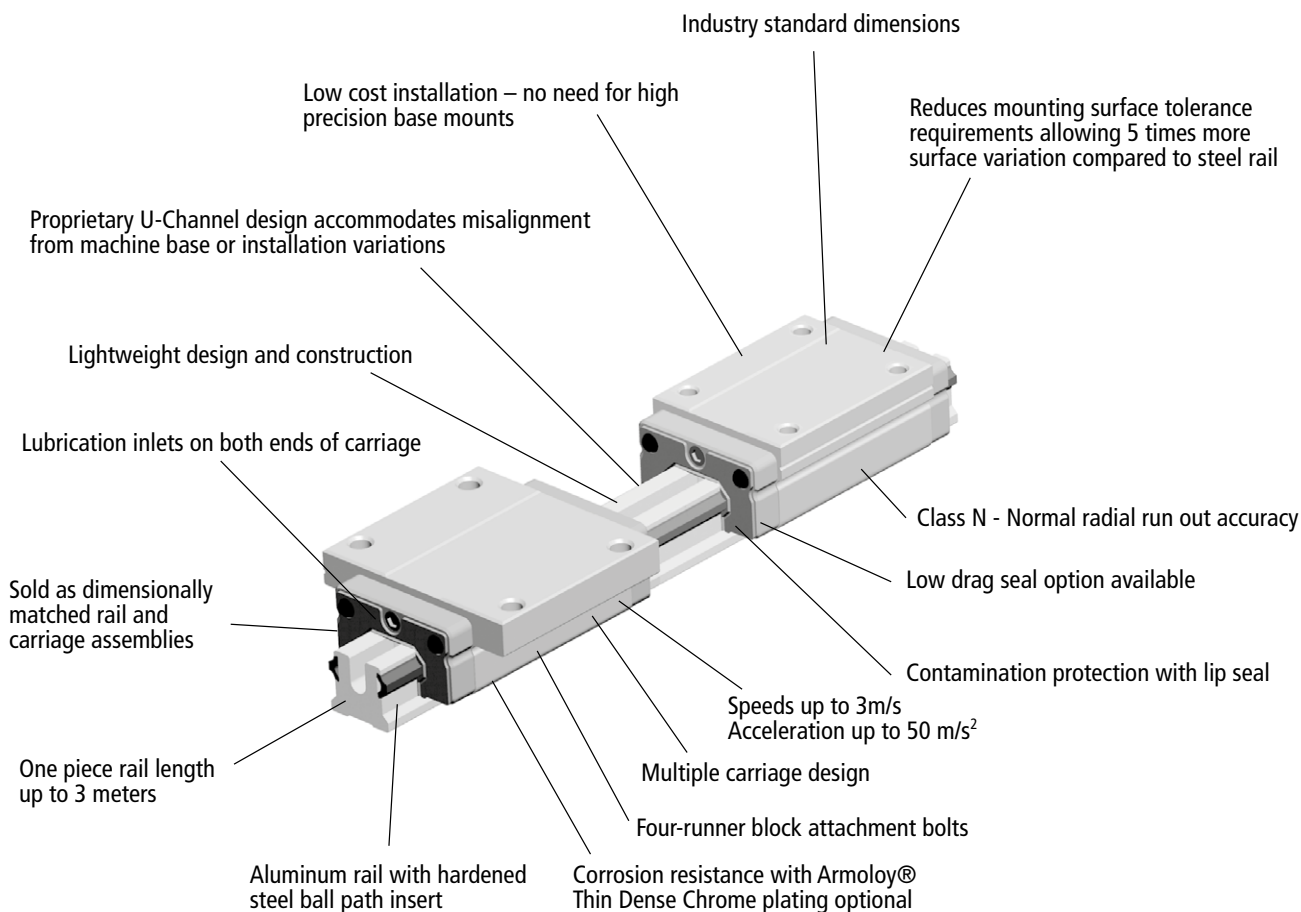 Industry standard dimensions
Low cost installation – no need for high
precision base mounts
Reduces mounting surface tolerance
requirements allowing 5 times more
surface variation compared to steel rail
Proprietary U-Channel design accommodates misalignment
from machine base or installation variations
Lightweight design and construction
Lubrication inlets on both ends of carriage
Class N - Normal radial run out accuracy
Low drag seal option available
Sold as dimensionally
matched rail and
carriage assemblies
Contamination protection with lip seal
Speeds up to 3m/s
Acceleration up to 50 m/s²
One piece rail length
up to 3 meters
Multiple carriage design
Four-runner block attachment bolts
Aluminum rail with hardened
steel ball path insert
Corrosion resistance with Armoloy®
Thin Dense Chrome plating optional